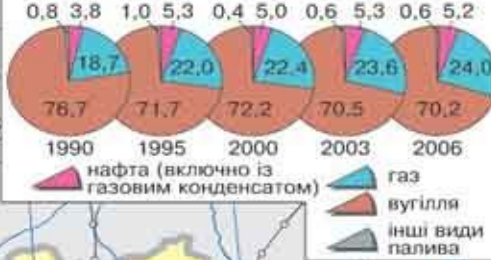 0,8 3,8 1,0 5,3 0,4 5,0 0,6 5,3 0,6 5,2
18,7 22,0 22,4 23,6 24,0
76,7 71,7 72,2 70,5 70,2
1990 1995 2000 2003 2006
нафта (включно із
газовим конденсатом)
газ
вугілля
інші види
палива